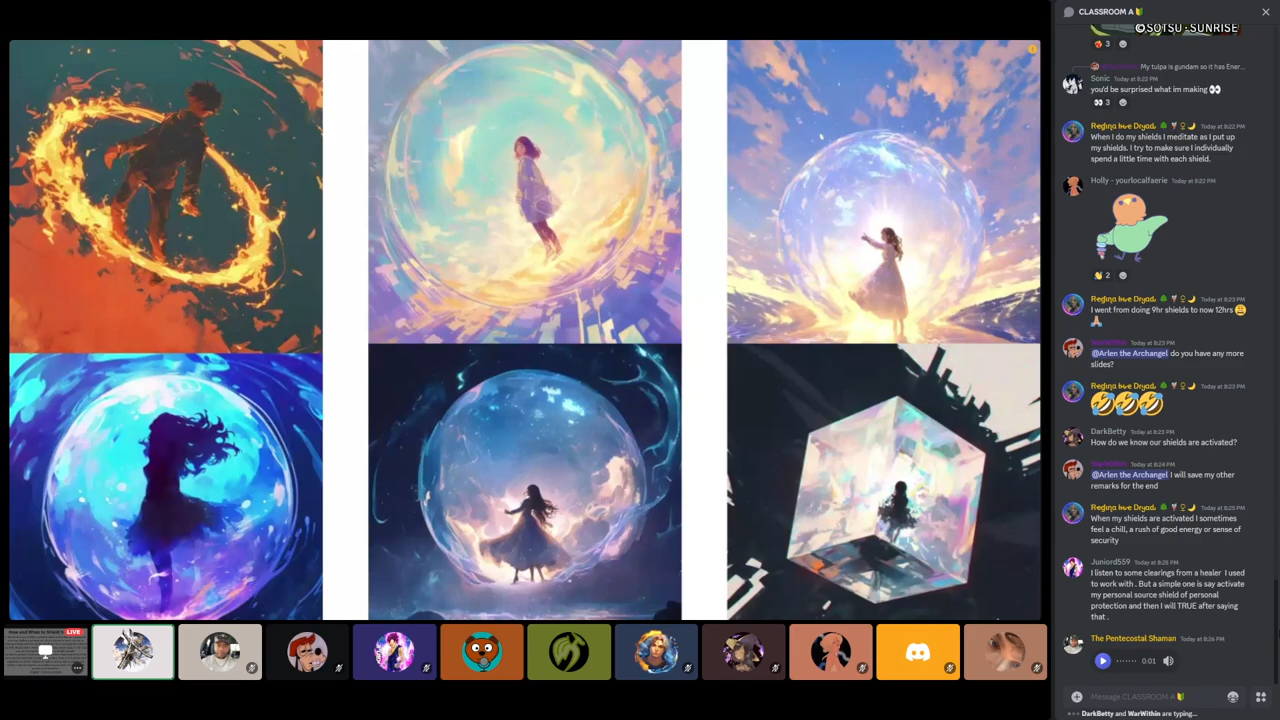 CLASSROOM A
©SOTSU·SUNRISE
3
My tulpa is gundam so it has Ener...
Sonic Today at 8:22 PM
you'd be surprised what im making
3
Regina ♄♥e Dryad Today at 8:22 PM
When I do my shields I meditate as I put up
my shields. I try to make sure I individually
spend a little time with each shield.
Holly - yourlocalfaerie Today at 8:22 PM
2
Today at 8:23 PM
I went from doing 9hr shields to now 12hrs
WarWithin Today at 8:23 PM
@Arlen the Archangel do you have any more
slides?
Today at 8:23 PM
DarkBetty Today at 8:23 PM
How do we know our shields are activated?
WarWithin Today at 8:24 PM
@Arlen the Archangel I will save my other
remarks for the end
Today at 8:25 PM
When my shields are activated I sometimes
feel a chill, a rush of good energy or sense of
security
Juniord559 Today at 8:25 PM
I listen to some clearings from a healer I used
to work with . But a simple one is say activate
my personal source shield of personal
protection and then I will TRUE after saying
that .
The Pentecostal Shaman Today at 8:26 PM
0:01
Message CLASSROOM A
DarkBetty and WarWithin are typing...
How and When to Shield
LIVE